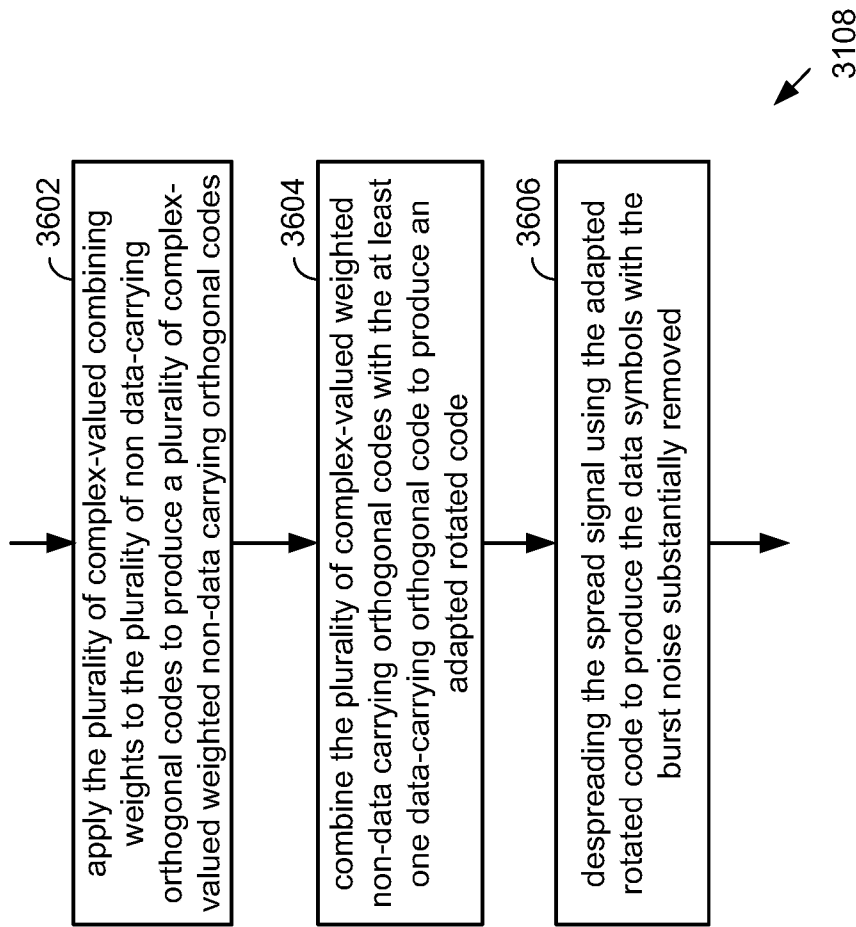 3602
apply the plurality of complex-valued combining
weights to the plurality of non data-carrying
orthogonal codes to produce a plurality of complex-
valued weighted non-data carrying orthogonal codes
3604
combine the plurality of complex-valued weighted
non-data carrying orthogonal codes with the at least
one data-carrying orthogonal code to produce an
adapted rotated code
3606
despreading the spread signal using the adapted
rotated code to produce the data symbols with the
burst noise substantially removed
3108